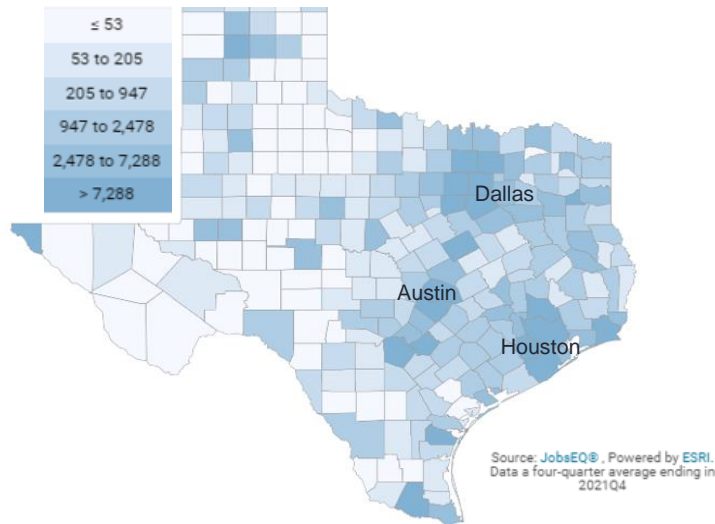 ≤ 53
53 to 205
205 to 947
947 to 2,478
2,478 to 7,288
> 7,288
Dallas
Austin
Houston
Source: JobsEQ® , Powered by ESRI.
Data a four-quarter average ending in
2021Q4